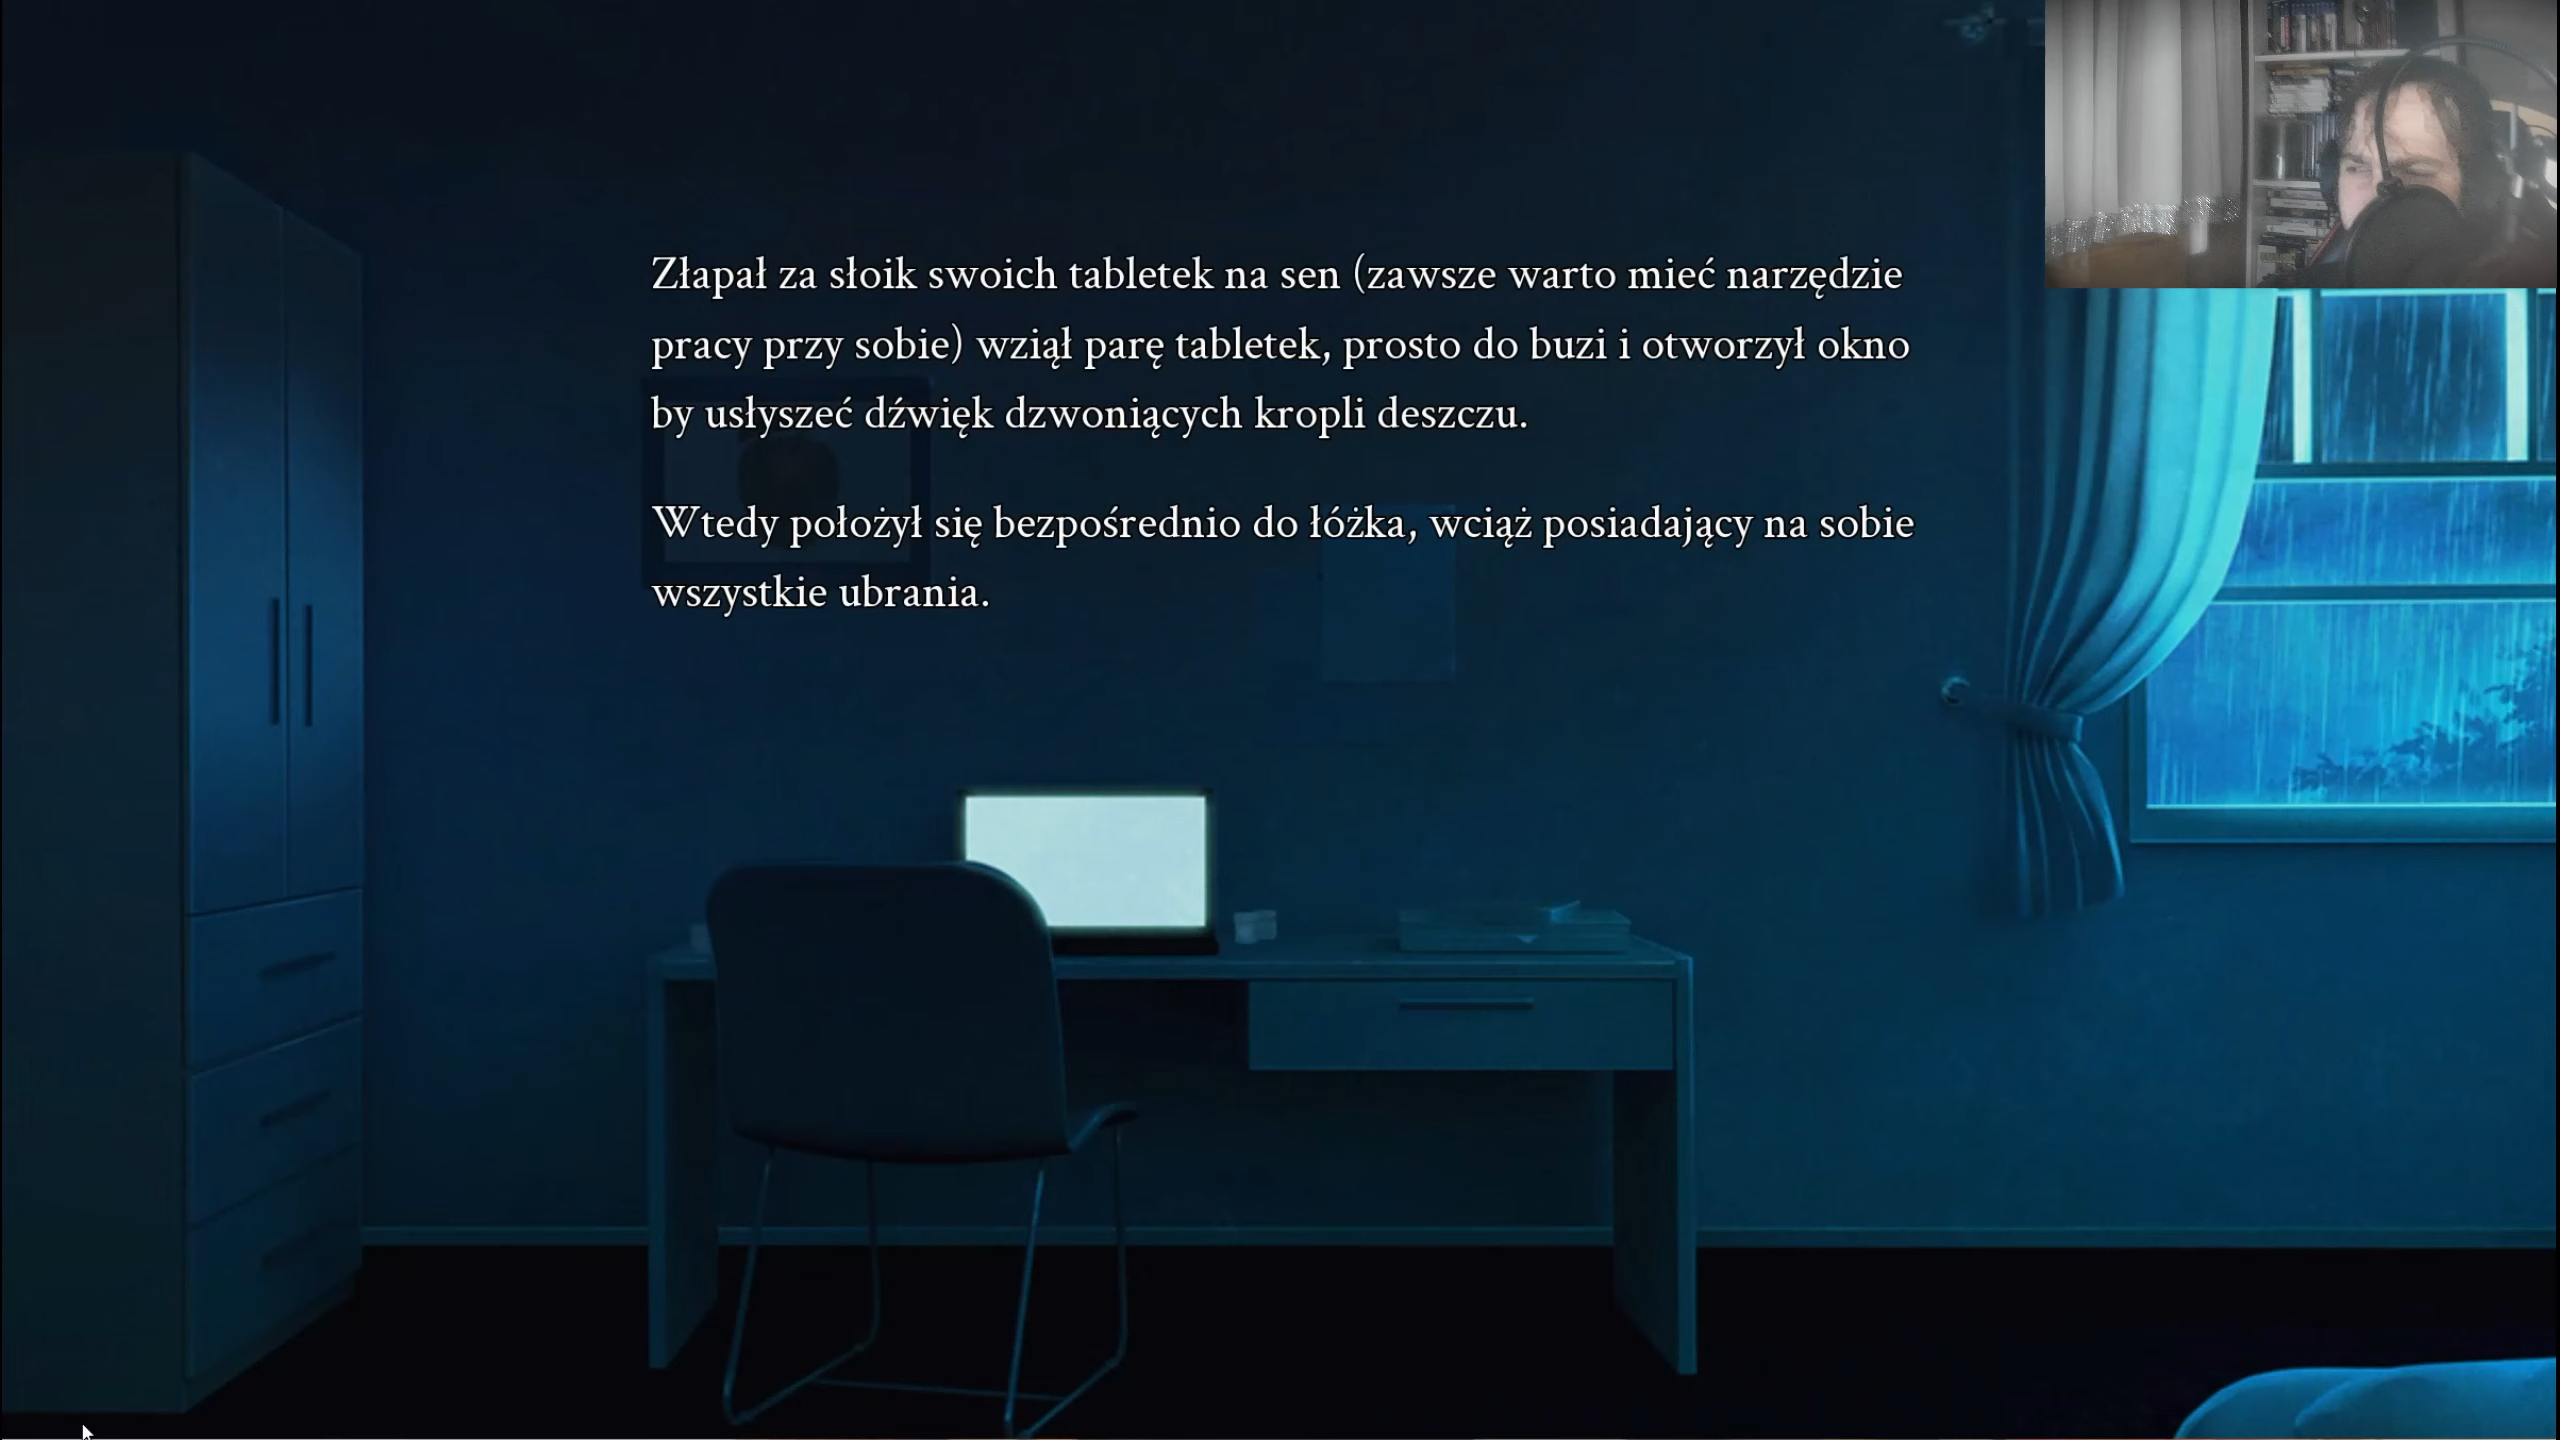 Złapał za słoik swoich tabletek na sen (zawsze warto mieć narzędzie
pracy przy sobie) wziął parę tabletek, prosto do buzi i otworzył okno
by usłyszeć dźwięk dzwoniących kropli deszczu.
Wtedy położył się bezpośrednio do łóżka, wciąż posiadający na sobie
wszystkie ubrania.